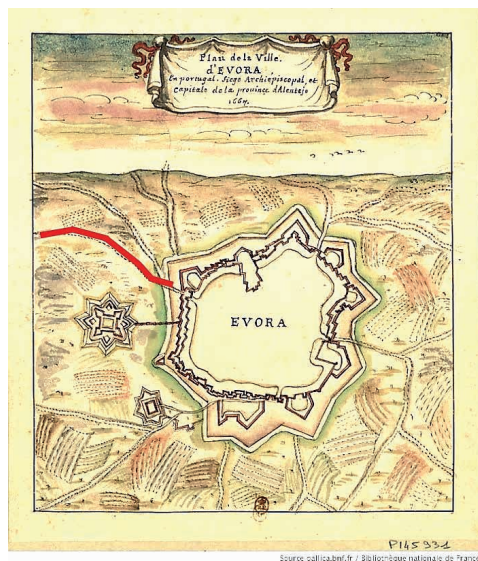 Plan de la Ville.
d'EVORA
En portugal. Siege Archiepiscopal, et
Capitale de la province d'Alentejo
1667.
EVORA
P145931
Source gallica.bnf.fr / Bibliothèque nationale de France